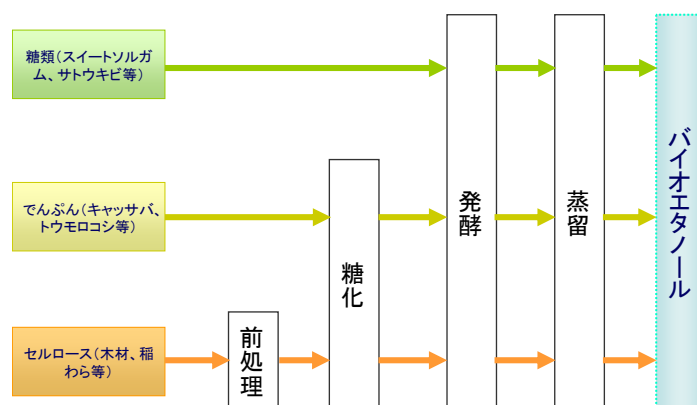 糖類(スイートソルガ
ム、サトウキビ等)
でんぷん(キャッサバ、
トウモロコシ等)
セルロース(木材、稲
わら等)
前処理
糖化
発酵
蒸留
バイオエタノール